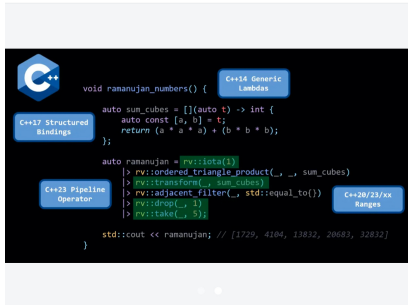 C++
C++14 Generic
Lambdas
void ramanujan_numbers() {
auto sum_cubes = [](auto t) -> int {
auto const [a, b] = t;
return (a * a * a) + (b * b * b);
};
C++17 Structured
Bindings
auto ramanujan = rv::iota(1)
|> rv::ordered_triangle_product(_, _, sum_cubes)
|> rv::transform(_, sum_cubes)
|> rv::adjacent_filter(_, std::equal_to{})
|> rv::drop(_, 1)
|> rv::take(_, 5);
C++23 Pipeline
Operator
C++20/23/xx
Ranges
std::cout << ramanujan; // [1729, 4104, 13832, 20683, 32832]
}